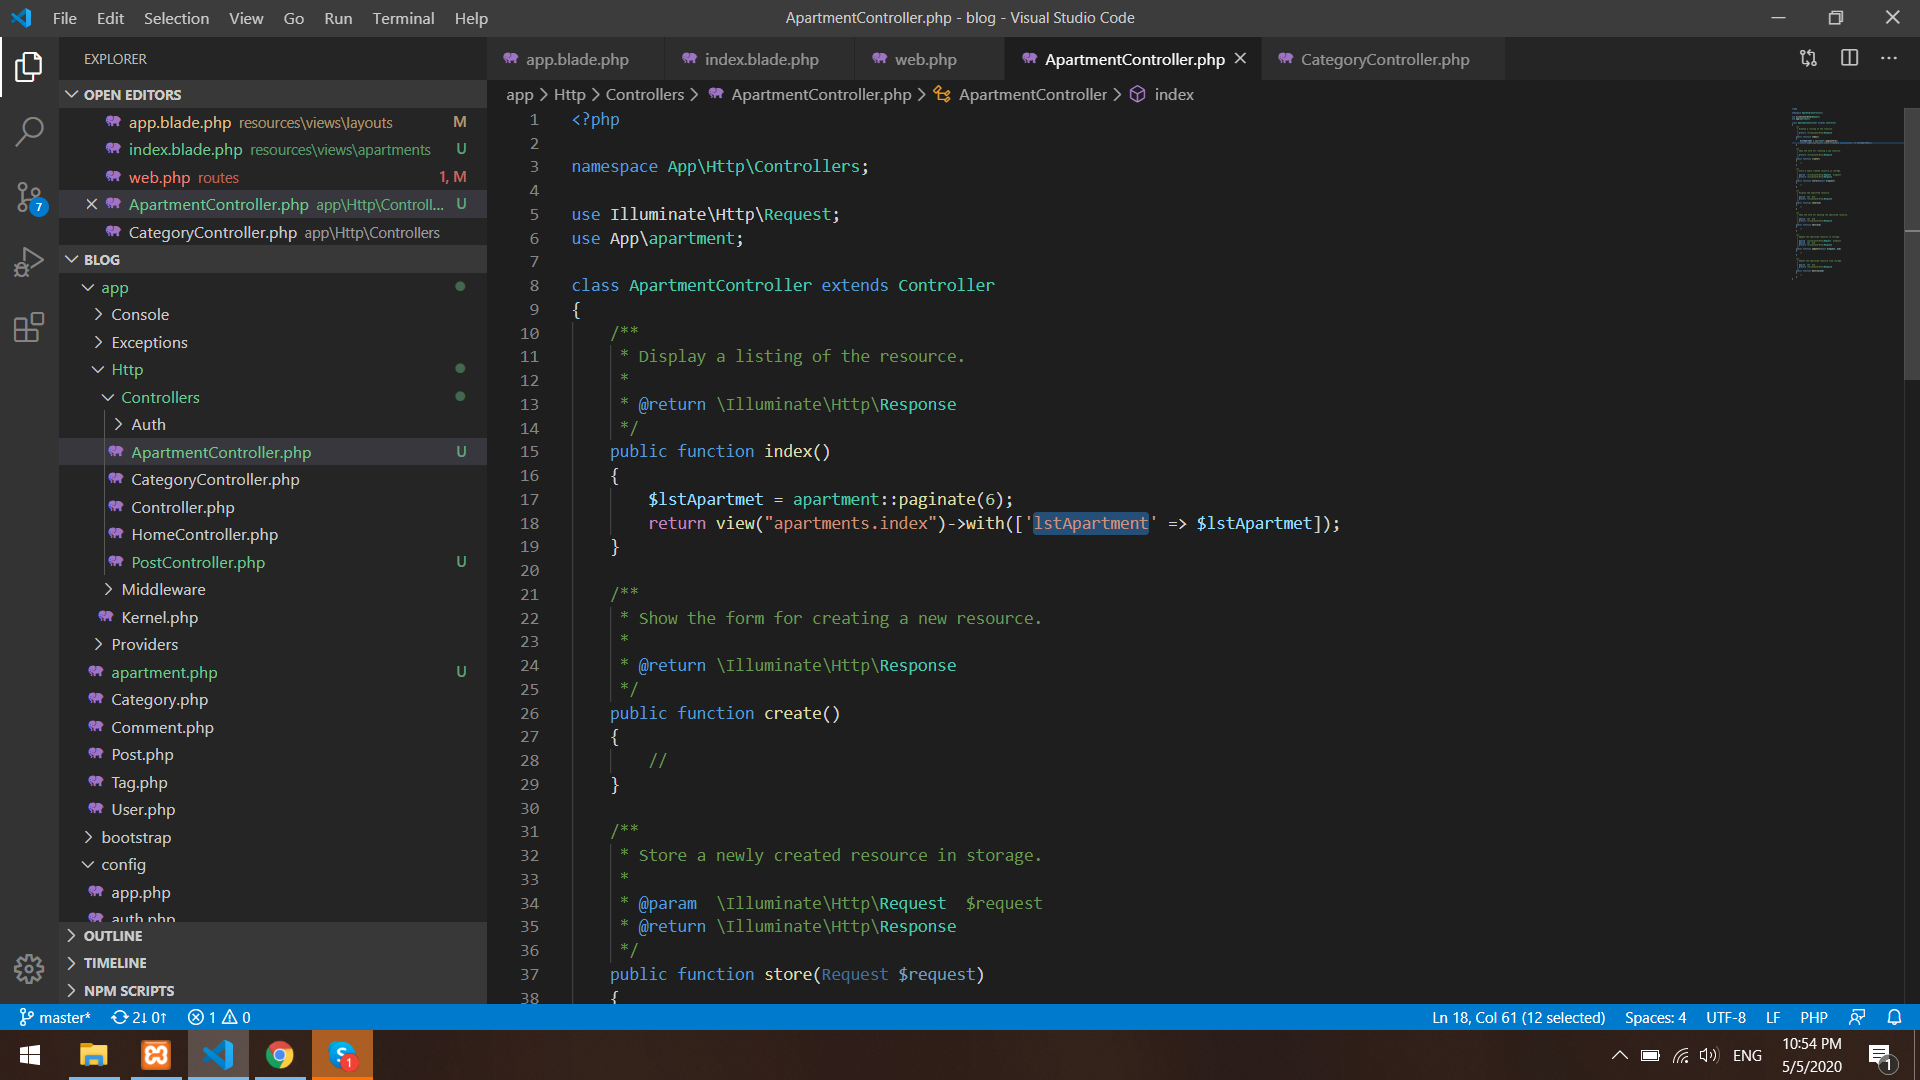 File Edit Selection View Go Run Terminal Help
ApartmentController.php - blog - Visual Studio Code
EXPLORER
OPEN EDITORS
app.blade.php resources\views\layouts M
index.blade.php resources\views\apartments U
web.php routes 1, M
ApartmentController.php app\Http\Controll... U
CategoryController.php app\Http\Controllers
BLOG
app
Console
Exceptions
Http
Controllers
Auth
ApartmentController.php U
CategoryController.php
Controller.php
HomeController.php
PostController.php U
Middleware
Kernel.php
Providers
apartment.php U
Category.php
Comment.php
Post.php
Tag.php
User.php
bootstrap
config
app.php
auth.php
OUTLINE
TIMELINE
NPM SCRIPTS
7
app.blade.php index.blade.php web.php ApartmentController.php CategoryController.php
app > Http > Controllers > ApartmentController.php > ApartmentController > index
1 <?php
2
3 namespace App\Http\Controllers;
4
5 use Illuminate\Http\Request;
6 use App\apartment;
7
8 class ApartmentController extends Controller
9 {
10 /**
11 * Display a listing of the resource.
12 *
13 * @return \Illuminate\Http\Response
14 */
15 public function index()
16 {
17 $lstApartmet = apartment::paginate(6);
18 return view("apartments.index")->with(['lstApartment' => $lstApartmet]);
19 }
20
21 /**
22 * Show the form for creating a new resource.
23 *
24 * @return \Illuminate\Http\Response
25 */
26 public function create()
27 {
28 //
29 }
30
31 /**
32 * Store a newly created resource in storage.
33 *
34 * @param \Illuminate\Http\Request $request
35 * @return \Illuminate\Http\Response
36 */
37 public function store(Request $request)
38 {
master* 2↓ 0↑ 1 0
Ln 18, Col 61 (12 selected) Spaces: 4 UTF-8 LF PHP
1
ENG
10:54 PM
5/5/2020
1